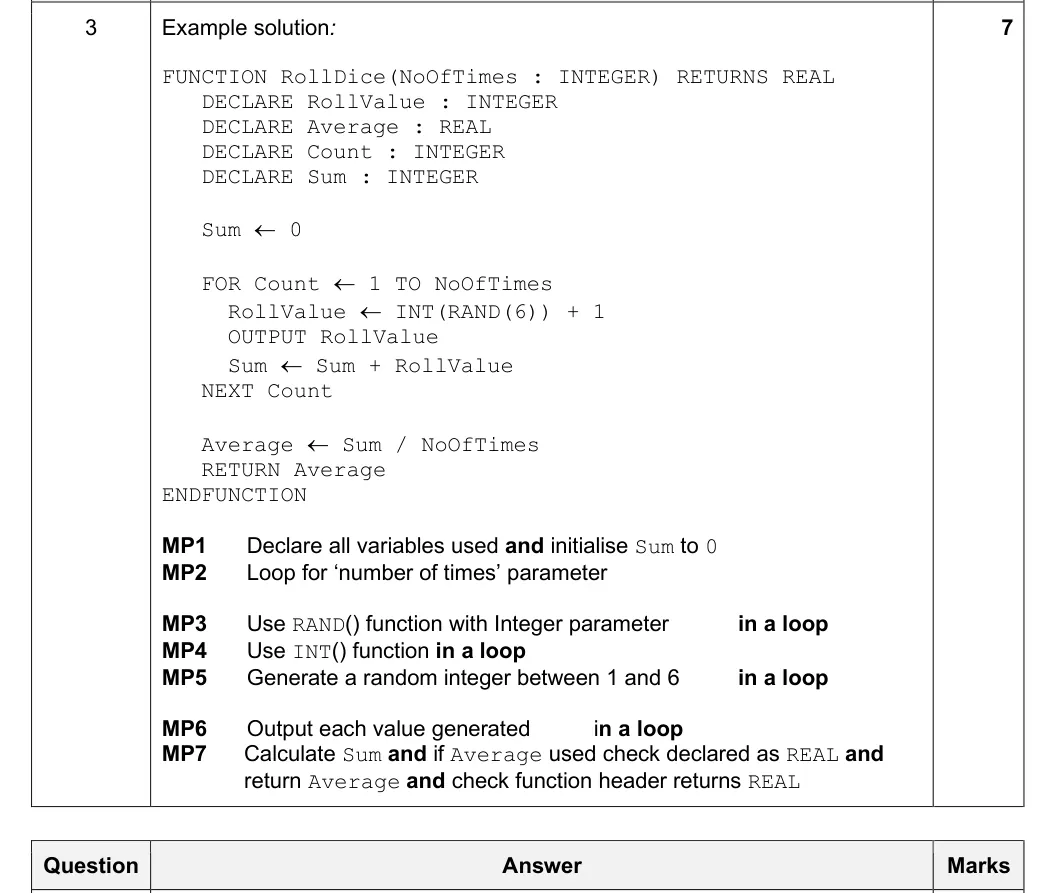 3 Example solution: 7
FUNCTION RollDice(NoOfTimes : INTEGER) RETURNS REAL
DECLARE RollValue : INTEGER
DECLARE Average : REAL
DECLARE Count : INTEGER
DECLARE Sum : INTEGER
Sum ← 0
FOR Count ← 1 TO NoOfTimes
RollValue ← INT(RAND(6)) + 1
OUTPUT RollValue
Sum ← Sum + RollValue
NEXT Count
Average ← Sum / NoOfTimes
RETURN Average
ENDFUNCTION
MP1 Declare all variables used and initialise Sum to 0
MP2 Loop for ‘number of times’ parameter
MP3 Use RAND() function with Integer parameter in a loop
MP4 Use INT() function in a loop
MP5 Generate a random integer between 1 and 6 in a loop
MP6 Output each value generated in a loop
MP7 Calculate Sum and if Average used check declared as REAL and
return Average and check function header returns REAL
Question Answer Marks